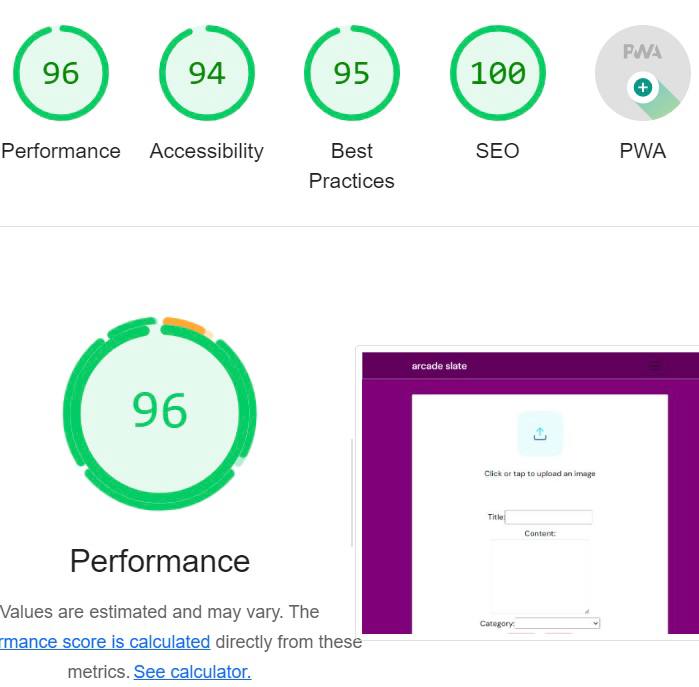 96
94
95
100
PWA
Performance
Accessibility
Best
Practices
SEO
PWA
96
Performance
Values are estimated and may vary. The
rmance score is calculated directly from these
metrics. See calculator.
arcade slate
Click or tap to upload an image
Title:
Content:
Category: